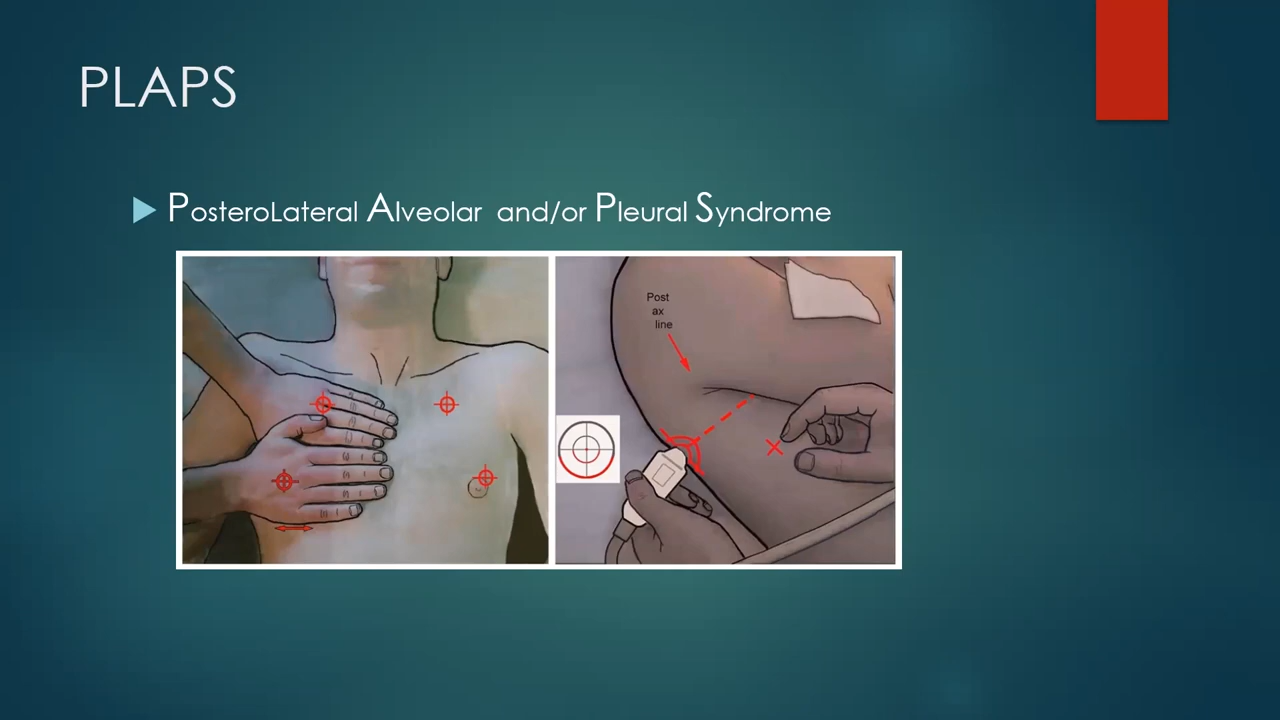 PLAPS
PosteroLateral Alveolar and/or Pleural Syndrome
Post
ax
line